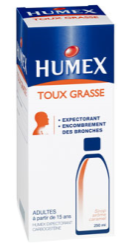 HUMEX
TOUX GRASSE
• EXPECTORANT
• ENCOMBREMENT
DES BRONCHES
ADULTES
à partir de 15 ans